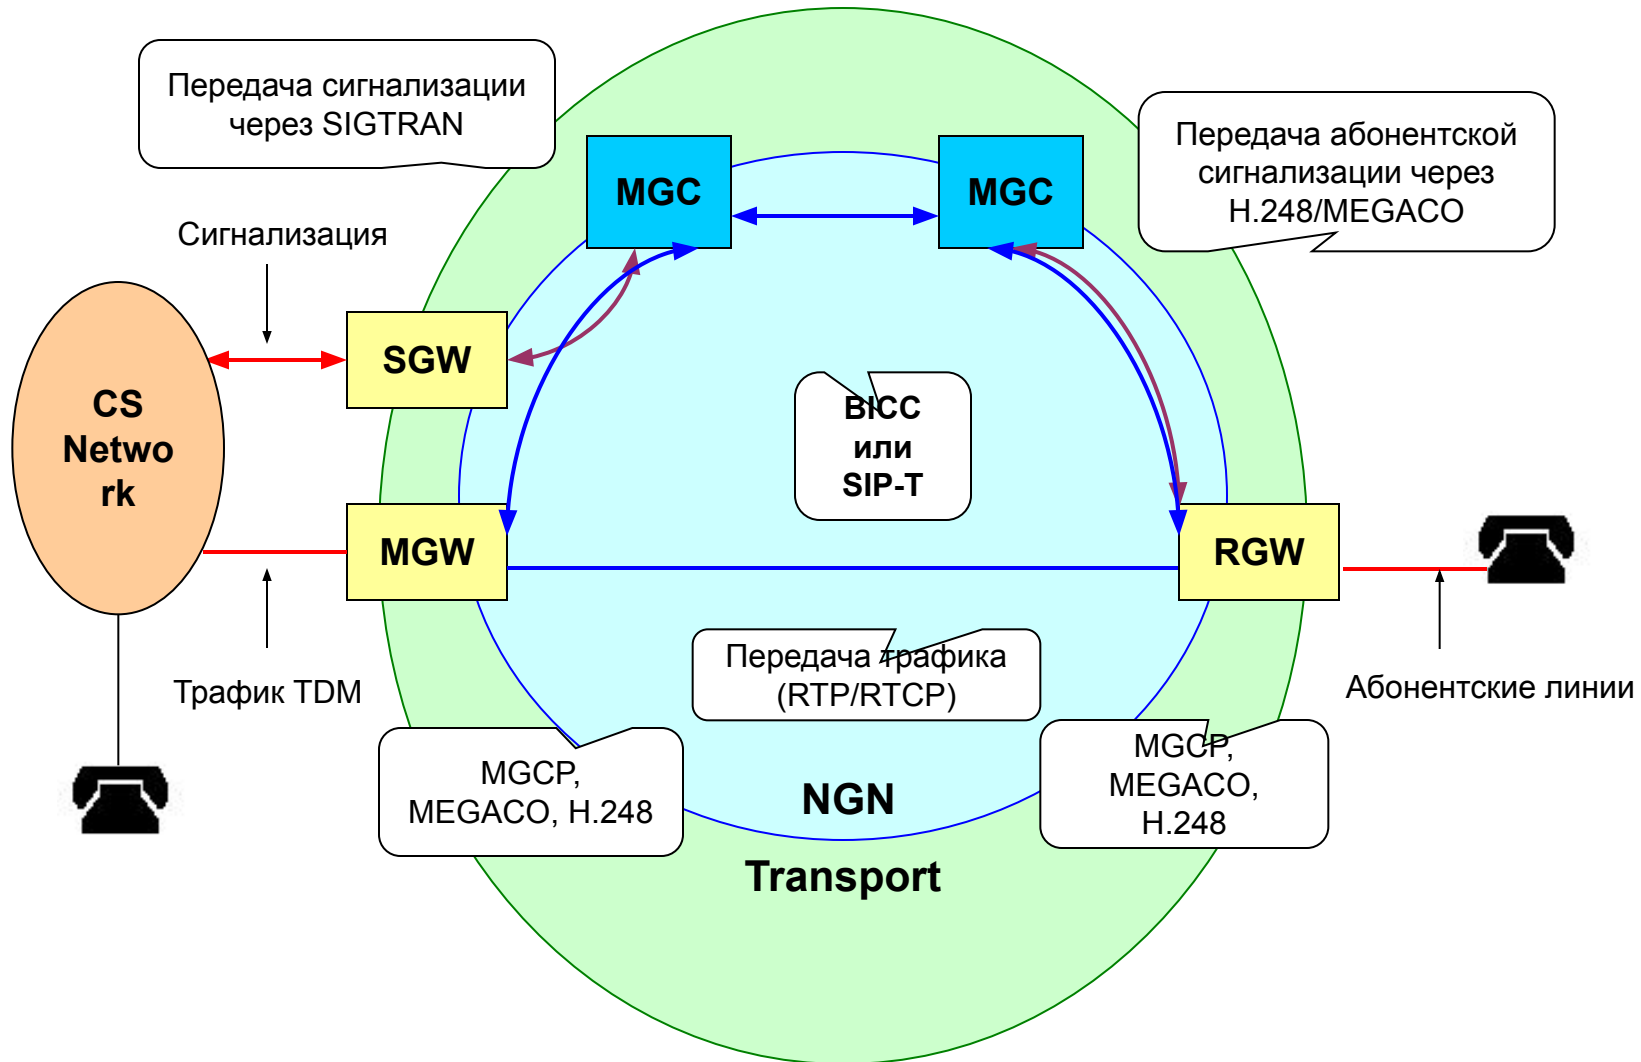 Передача сигнализации
через SIGTRAN
MGC
MGC
Передача абонентской
сигнализации через
H.248/MEGACO
Сигнализация
SGW
CS
Netwo
rk
BICC
или
SIP-T
MGW
RGW
Передача трафика
(RTP/RTCP)
Трафик TDM
Абонентские линии
MGCP,
MEGACO, H.248
MGCP,
MEGACO,
H.248
NGN
Transport